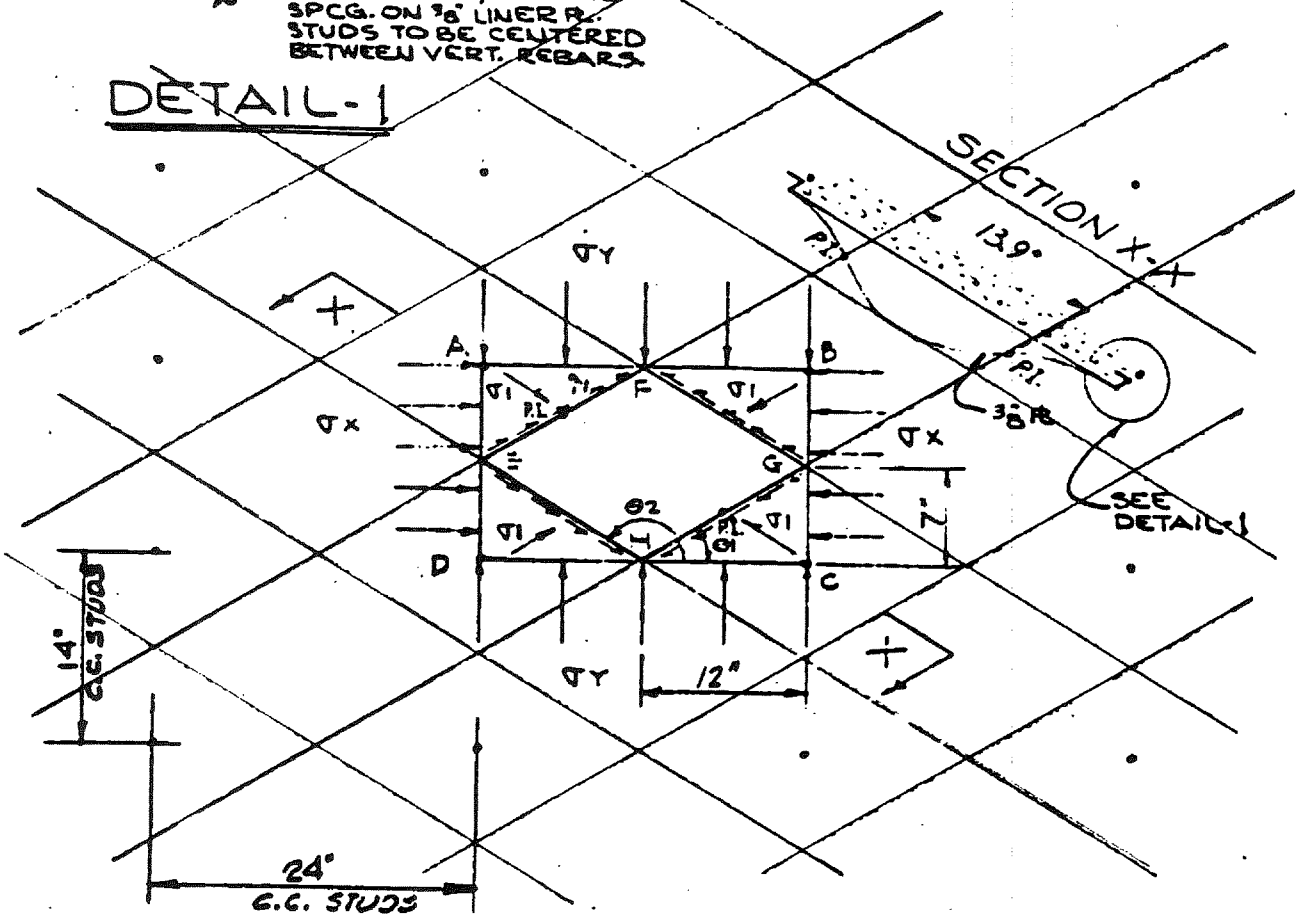 SPCG. ON 3/8" LINER PL.
STUDS TO BE CENTERED
BETWEEN VERT. REBARS.
DETAIL-1
SECTION X-X
13.9"
P.I.
P.I.
3/8" PL
SEE
DETAIL-1
σY
A
B
F
σ1
P.I.
σ1
σX
σX
E
G
7"
σ1
θ2
P.I.
σ1
θ1
D
I
C
σY
12"
X
X
14"
C.C. STUDS
24"
C.C. STUDS